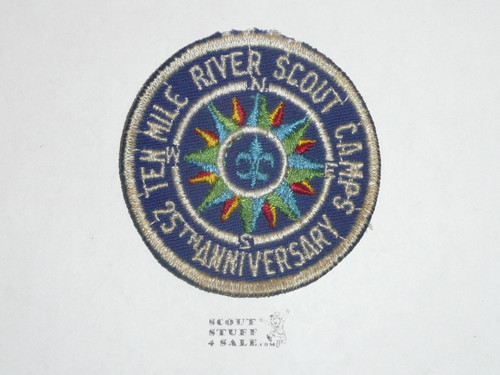 TEN MILE RIVER SCOUT CAMPS
N
W
E
S
25TH ANNIVERSARY
SCOUT
STUFF
4 SALE.com